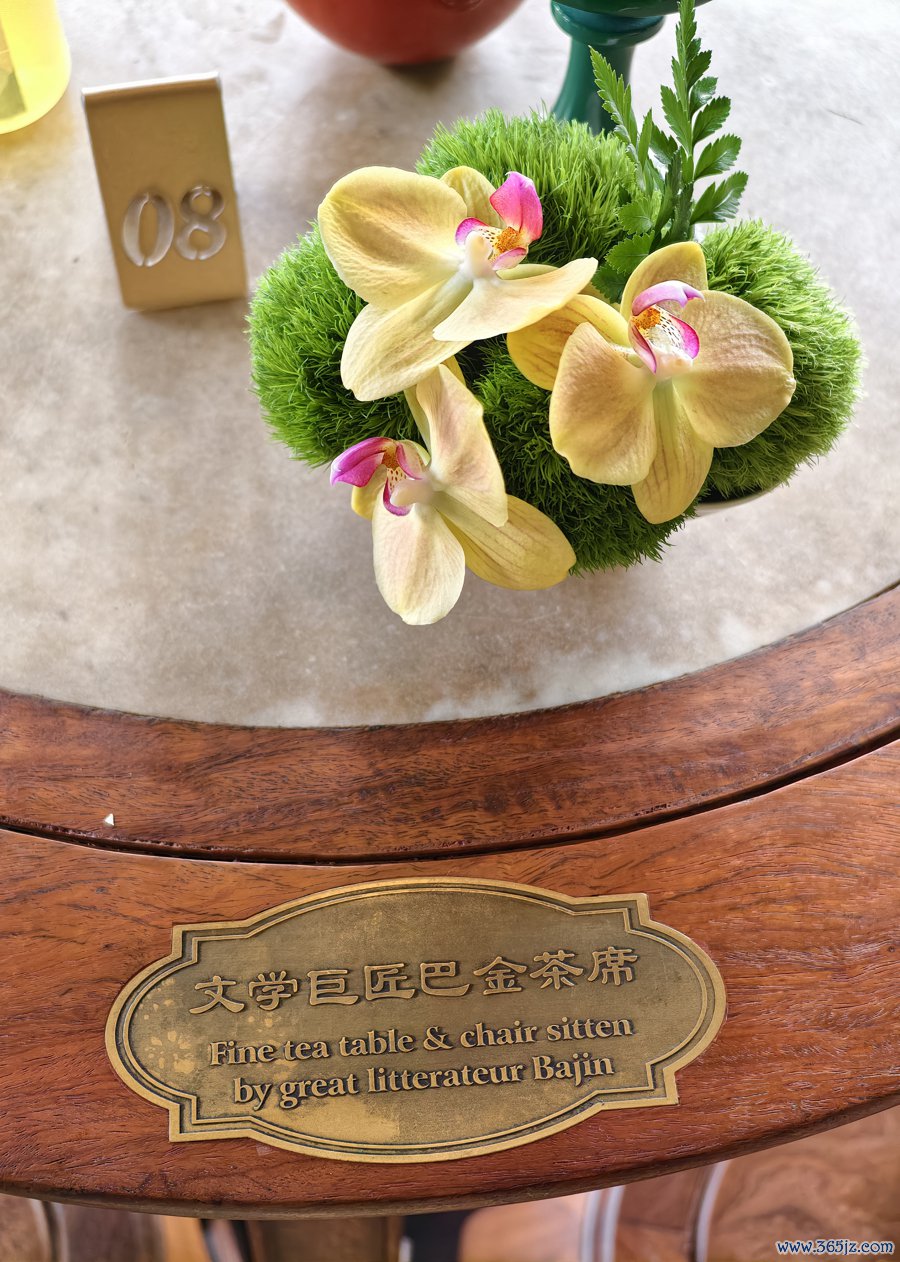 08
文学巨匠巴金茶席
Fine tea table & chair sitten
by great litterateur Bajin
www.365jz.com